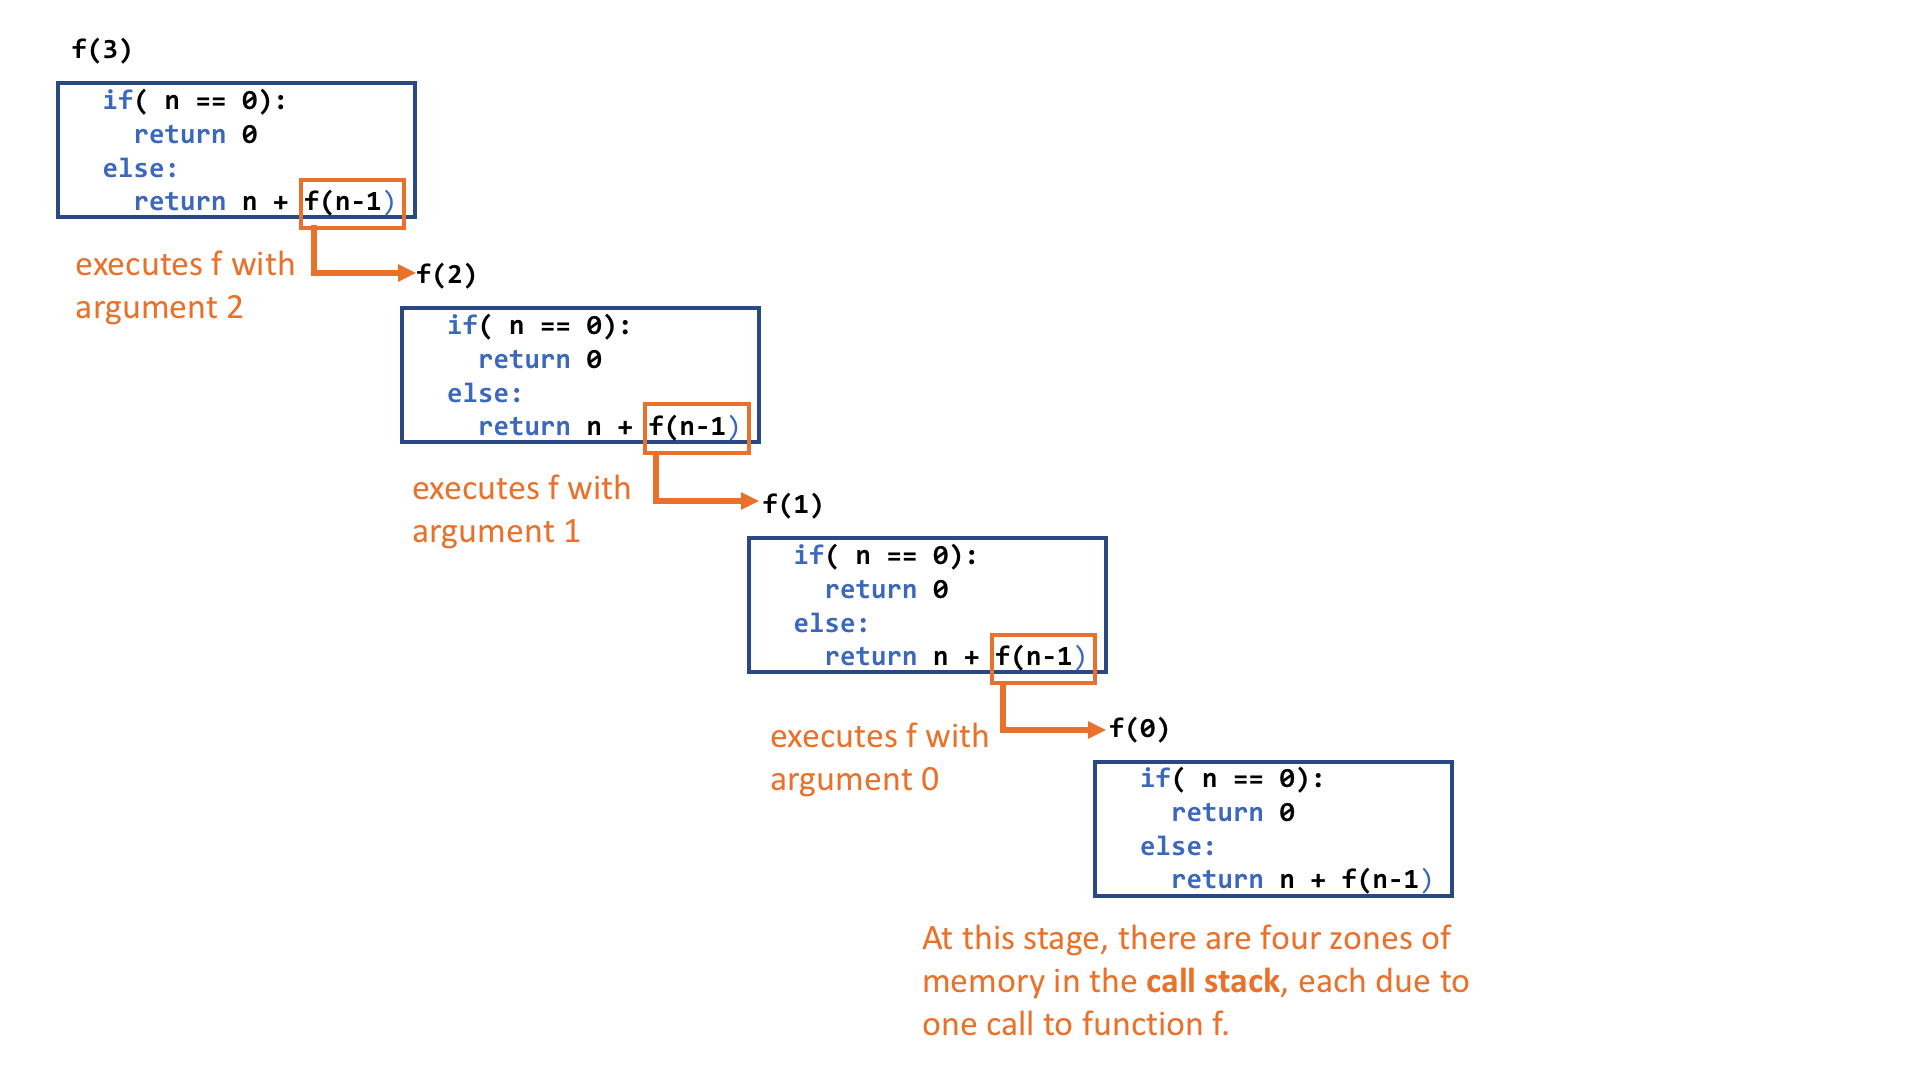 f(3)
if( n == 0):
return 0
else:
return n + f(n-1)
executes f with
argument 2
f(2)
if( n == 0):
return 0
else:
return n + f(n-1)
executes f with
argument 1
f(1)
if( n == 0):
return 0
else:
return n + f(n-1)
executes f with
argument 0
f(0)
if( n == 0):
return 0
else:
return n + f(n-1)
At this stage, there are four zones of
memory in the call stack, each due to
one call to function f.